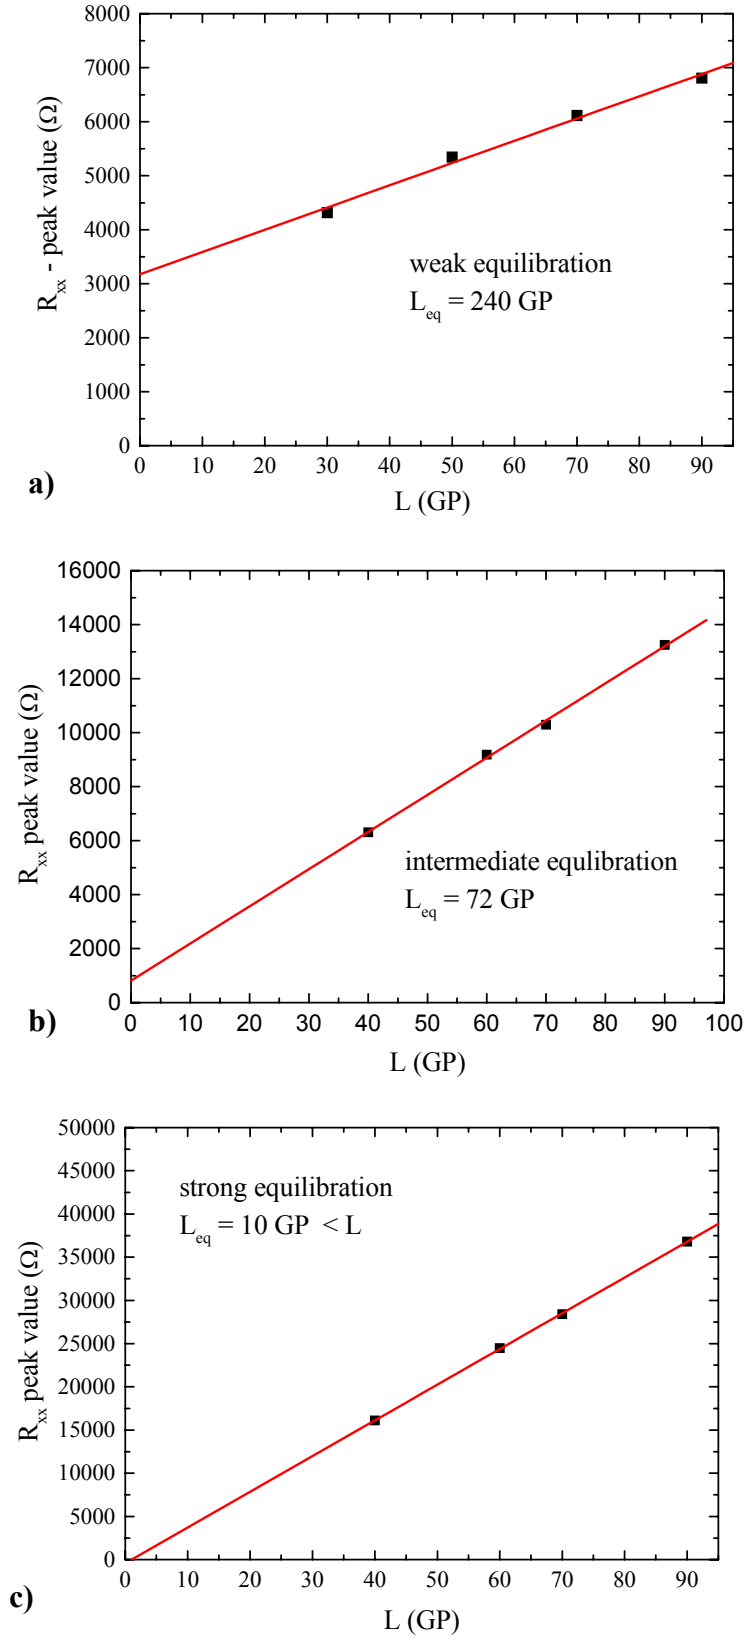 8000
7000
6000
5000
4000
3000
2000
1000
0
R_xx - peak value (Ω)
weak equilibration
L_eq = 240 GP
0 10 20 30 40 50 60 70 80 90
L (GP)
a)
16000
14000
12000
10000
8000
6000
4000
2000
0
R_xx peak value (Ω)
intermediate equlibration
L_eq = 72 GP
0 10 20 30 40 50 60 70 80 90 100
L (GP)
b)
50000
45000
40000
35000
30000
25000
20000
15000
10000
5000
0
R_xx peak value (Ω)
strong equilibration
L_eq = 10 GP < L
0 10 20 30 40 50 60 70 80 90
L (GP)
c)